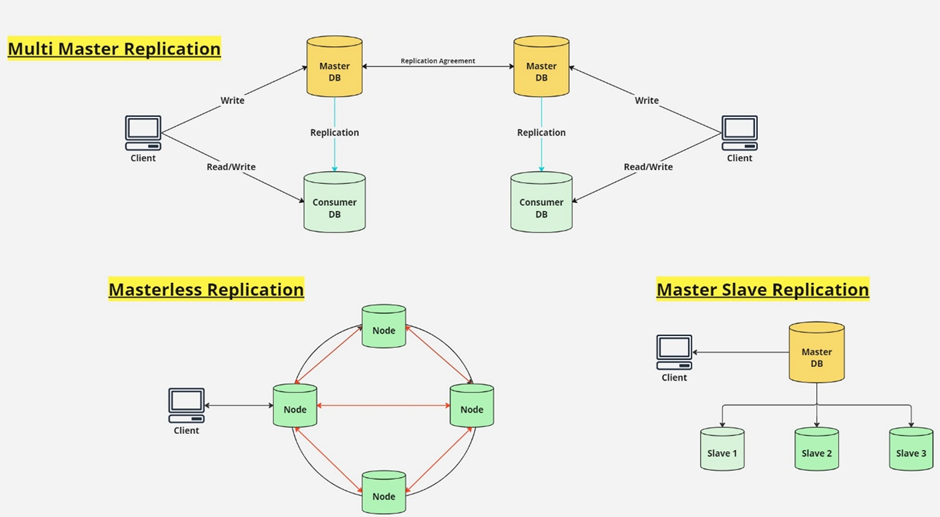 Multi Master Replication
Master
DB
Replication Agreement
Master
DB
Write
Write
Replication
Replication
Client
Client
Read/Write
Read/Write
Consumer
DB
Consumer
DB
Masterless Replication
Node
Node
Node
Client
Node
Master Slave Replication
Master
DB
Client
Slave 1
Slave 2
Slave 3